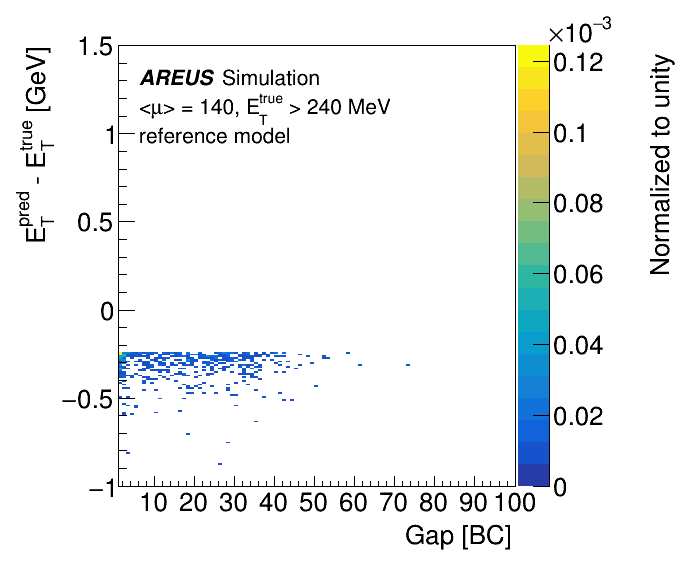 ×10⁻³
AREUS Simulation
<μ> = 140, E_T^true > 240 MeV
reference model
E_T^pred - E_T^true [GeV]
1.5
1
0.5
0
−0.5
−1
10 20 30 40 50 60 70 80 90 100
Gap [BC]
0.12
0.1
0.08
0.06
0.04
0.02
0
Normalized to unity